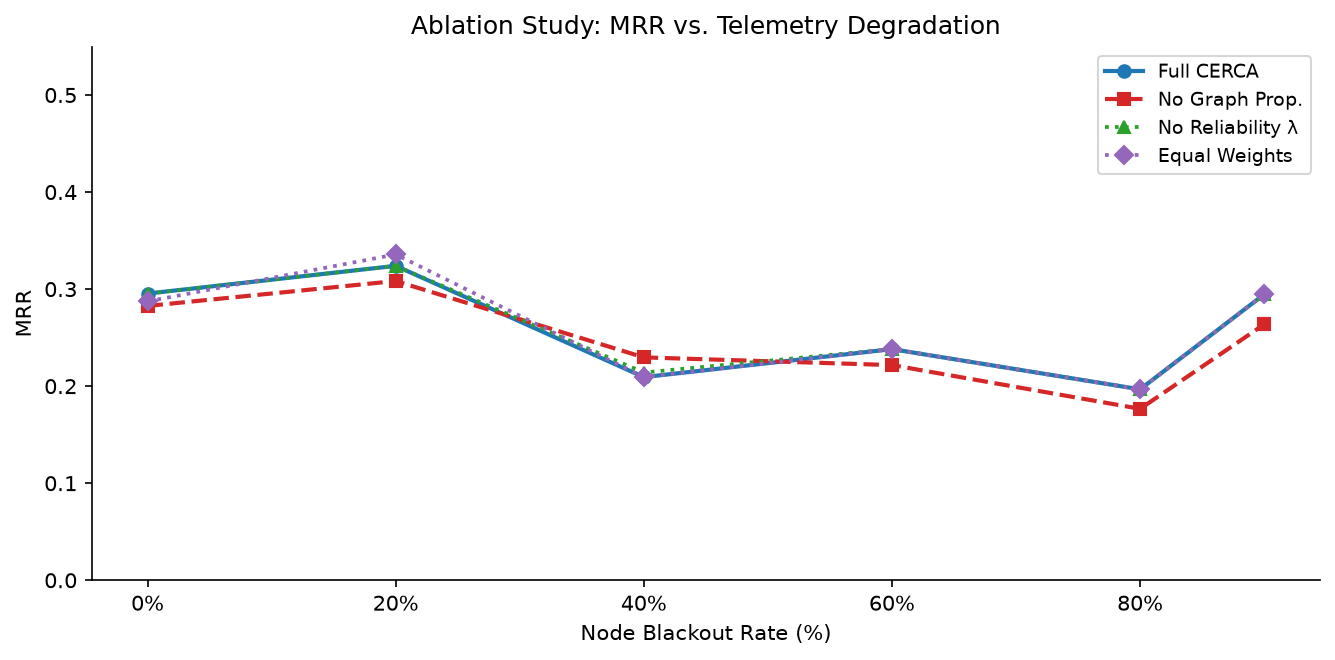 Ablation Study: MRR vs. Telemetry Degradation
Full CERCA
No Graph Prop.
No Reliability λ
Equal Weights
MRR
0.5
0.4
0.3
0.2
0.1
0.0
0%
20%
40%
60%
80%
Node Blackout Rate (%)